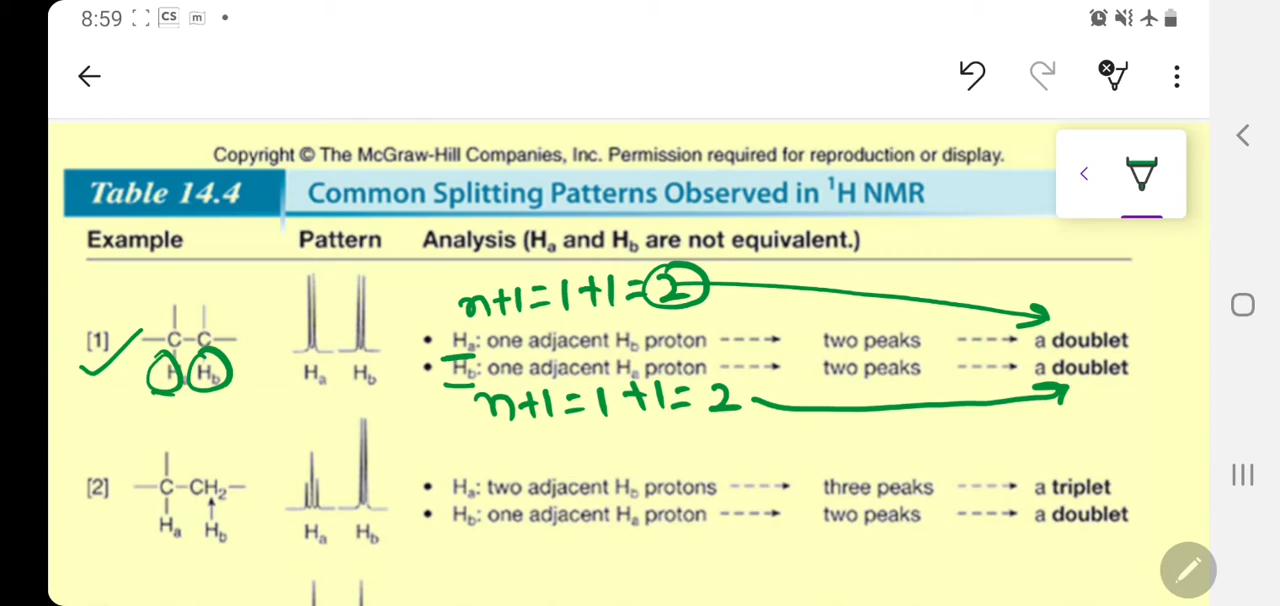 8:59 CS m
Copyright © The McGraw-Hill Companies, Inc. Permission required for reproduction or display.
Table 14.4 Common Splitting Patterns Observed in ¹H NMR
Example Pattern Analysis (Hₐ and H_b are not equivalent.)
n+1=1+1=2
[1] –C–C– • Hₐ: one adjacent H_b proton ----> two peaks ----> a doublet
H H_b Hₐ H_b • H_b: one adjacent Hₐ proton ----> two peaks ----> a doublet
n+1=1+1=2
[2] –C–CH₂– • Hₐ: two adjacent H_b protons ----> three peaks ----> a triplet
Hₐ H_b Hₐ H_b • H_b: one adjacent Hₐ proton ----> two peaks ----> a doublet